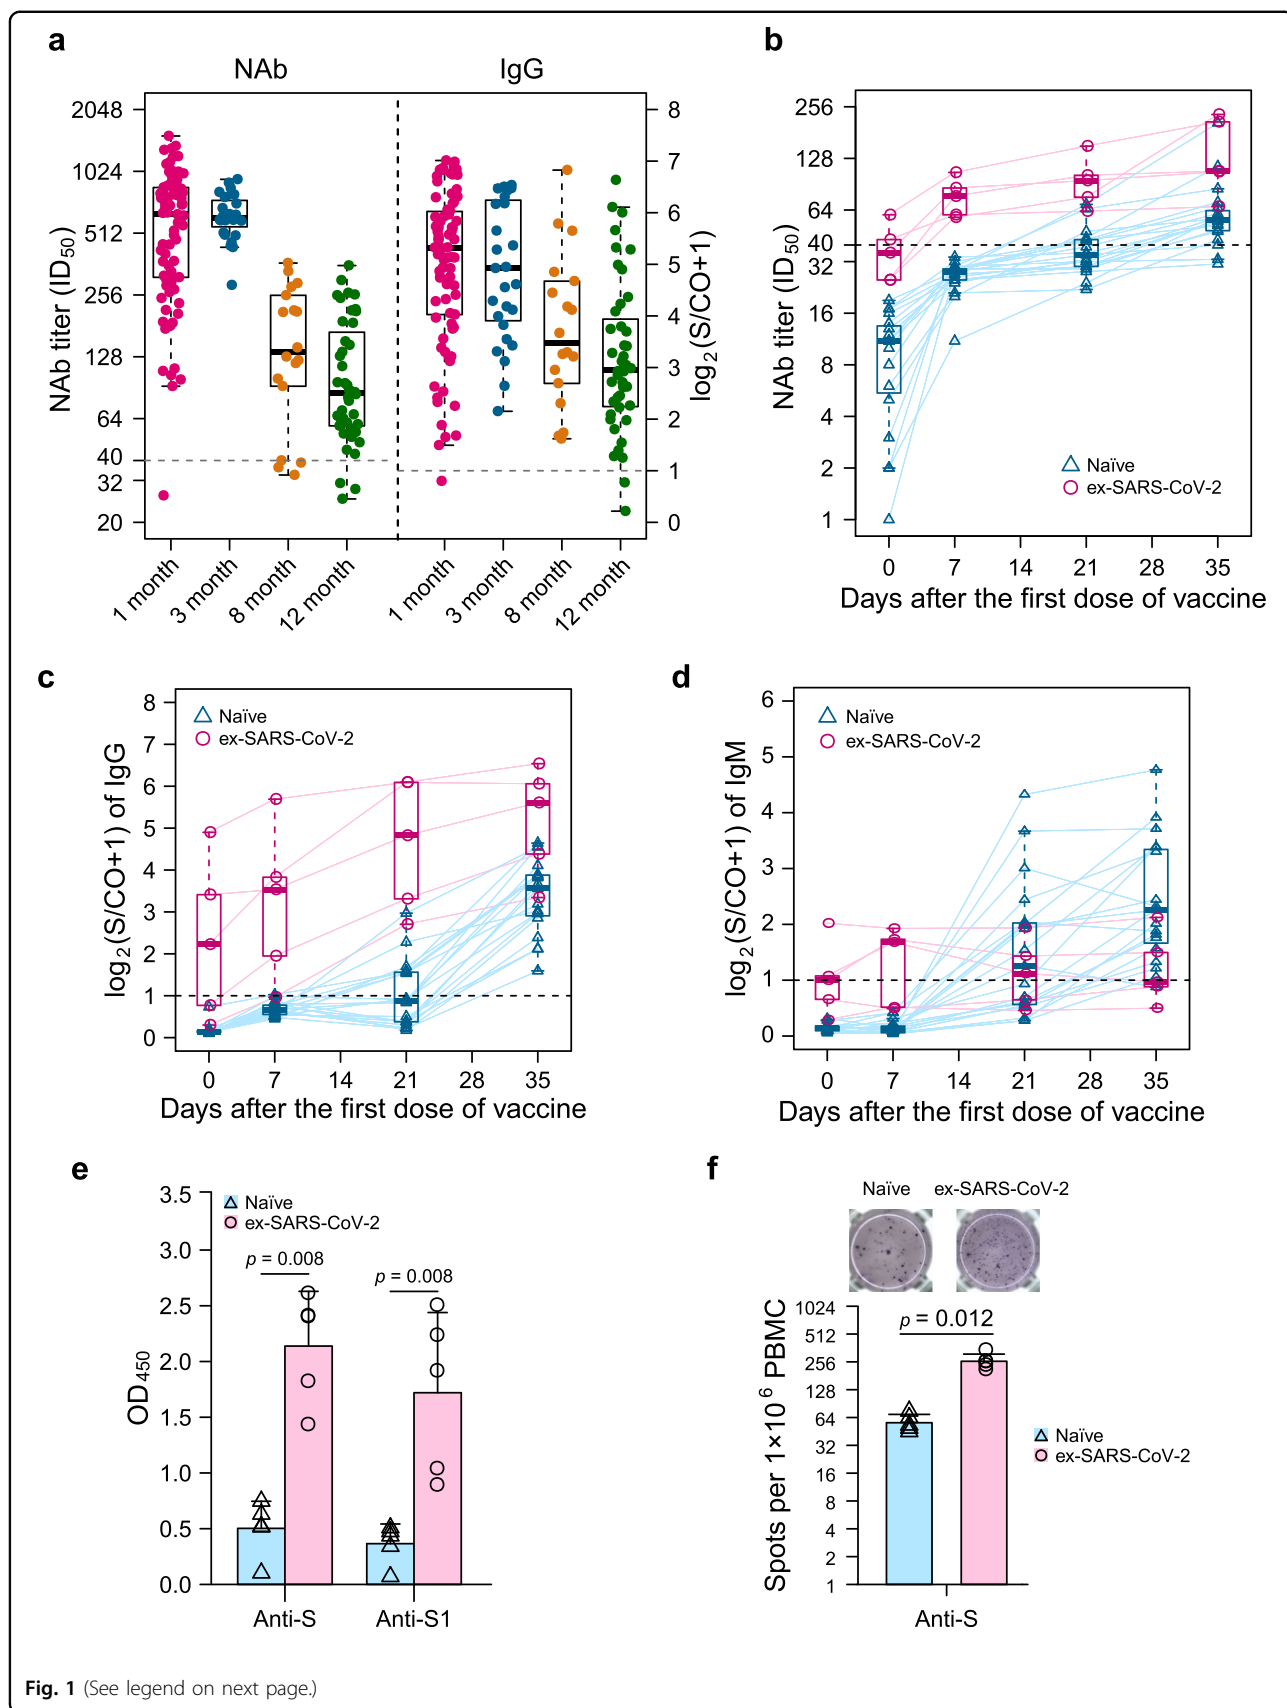 a
NAb
IgG
NAb titer (ID50)
2048
1024
512
256
128
64
40
32
20
8
7
6
5
4
3
2
1
0
log2(S/CO+1)
1 month
3 month
8 month
12 month
1 month
3 month
8 month
12 month
b
NAb titer (ID50)
256
128
64
40
32
16
8
4
2
1
Naïve
ex-SARS-CoV-2
0 7 14 21 28 35
Days after the first dose of vaccine
c
log2(S/CO+1) of IgG
8
7
6
5
4
3
2
1
0
Naïve
ex-SARS-CoV-2
0 7 14 21 28 35
Days after the first dose of vaccine
d
log2(S/CO+1) of IgM
6
5
4
3
2
1
0
Naïve
ex-SARS-CoV-2
0 7 14 21 28 35
Days after the first dose of vaccine
e
OD450
3.5
3.0
2.5
2.0
1.5
1.0
0.5
0.0
Naïve
ex-SARS-CoV-2
p = 0.008
p = 0.008
Anti-S Anti-S1
f
Naïve ex-SARS-CoV-2
Spots per 1×10^6 PBMC
1024
512
256
128
64
32
16
8
4
2
1
p = 0.012
Naïve
ex-SARS-CoV-2
Anti-S
Fig. 1 (See legend on next page.)